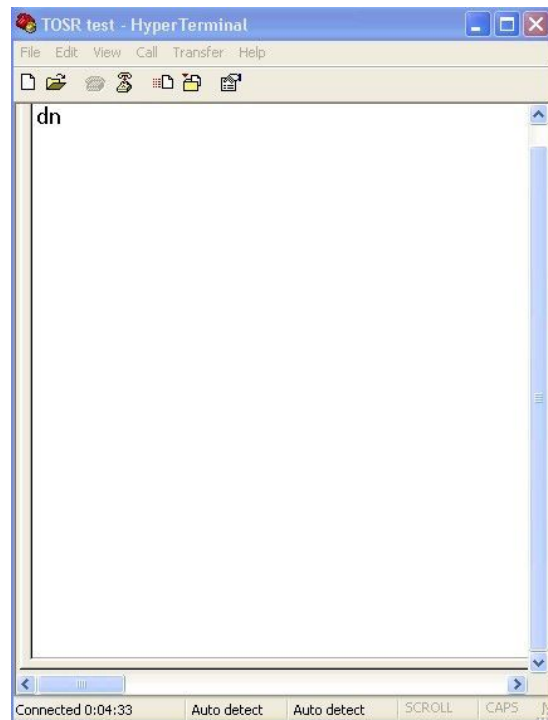 TOSR test - HyperTerminal
File Edit View Call Transfer Help
dn
Connected 0:04:33 Auto detect Auto detect SCROLL CAPS